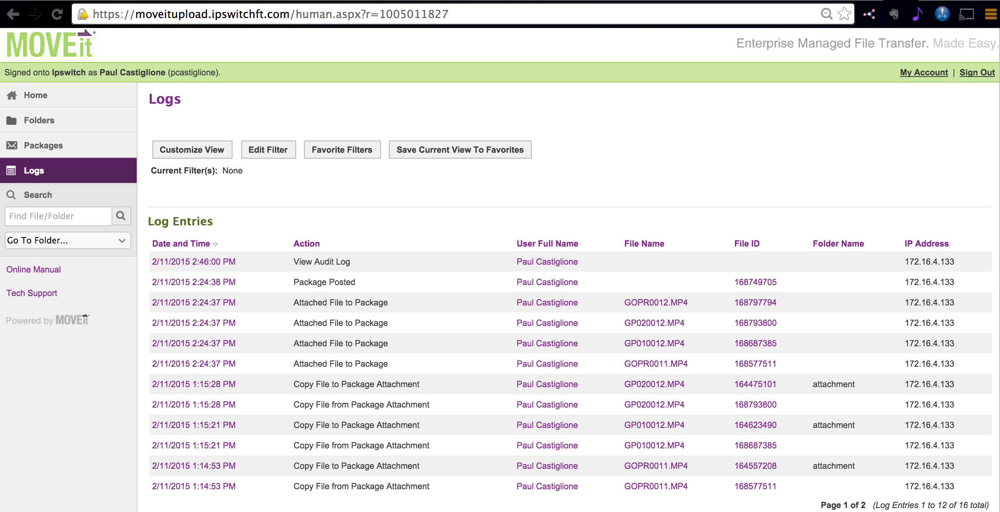 https://moveitupload.ipswitchft.com/human.aspx?r=1005011827
MOVEit
Enterprise Managed File Transfer. Made Easy.
Signed onto Ipswitch as Paul Castiglione (pcastiglione).
My Account | Sign Out
Home
Folders
Packages
Logs
Search
Find File/Folder
Go To Folder...
Online Manual
Tech Support
Powered by MOVEit
Logs
Customize View Edit Filter Favorite Filters Save Current View To Favorites
Current Filter(s): None
Log Entries
Date and Time Action User Full Name File Name File ID Folder Name IP Address
2/11/2015 2:46:00 PM View Audit Log Paul Castiglione 172.16.4.133
2/11/2015 2:24:38 PM Package Posted Paul Castiglione 168749705 172.16.4.133
2/11/2015 2:24:37 PM Attached File to Package Paul Castiglione GOPR0012.MP4 168797794 172.16.4.133
2/11/2015 2:24:37 PM Attached File to Package Paul Castiglione GP020012.MP4 168793800 172.16.4.133
2/11/2015 2:24:37 PM Attached File to Package Paul Castiglione GP010012.MP4 168687385 172.16.4.133
2/11/2015 2:24:37 PM Attached File to Package Paul Castiglione GOPR0011.MP4 168577511 172.16.4.133
2/11/2015 1:15:28 PM Copy File to Package Attachment Paul Castiglione GP020012.MP4 164475101 attachment 172.16.4.133
2/11/2015 1:15:28 PM Copy File from Package Attachment Paul Castiglione GP020012.MP4 168793800 172.16.4.133
2/11/2015 1:15:21 PM Copy File to Package Attachment Paul Castiglione GP010012.MP4 164623490 attachment 172.16.4.133
2/11/2015 1:15:21 PM Copy File from Package Attachment Paul Castiglione GP010012.MP4 168687385 172.16.4.133
2/11/2015 1:14:53 PM Copy File to Package Attachment Paul Castiglione GOPR0011.MP4 164557208 attachment 172.16.4.133
2/11/2015 1:14:53 PM Copy File from Package Attachment Paul Castiglione GOPR0011.MP4 168577511 172.16.4.133
Page 1 of 2 (Log Entries 1 to 12 of 16 total)